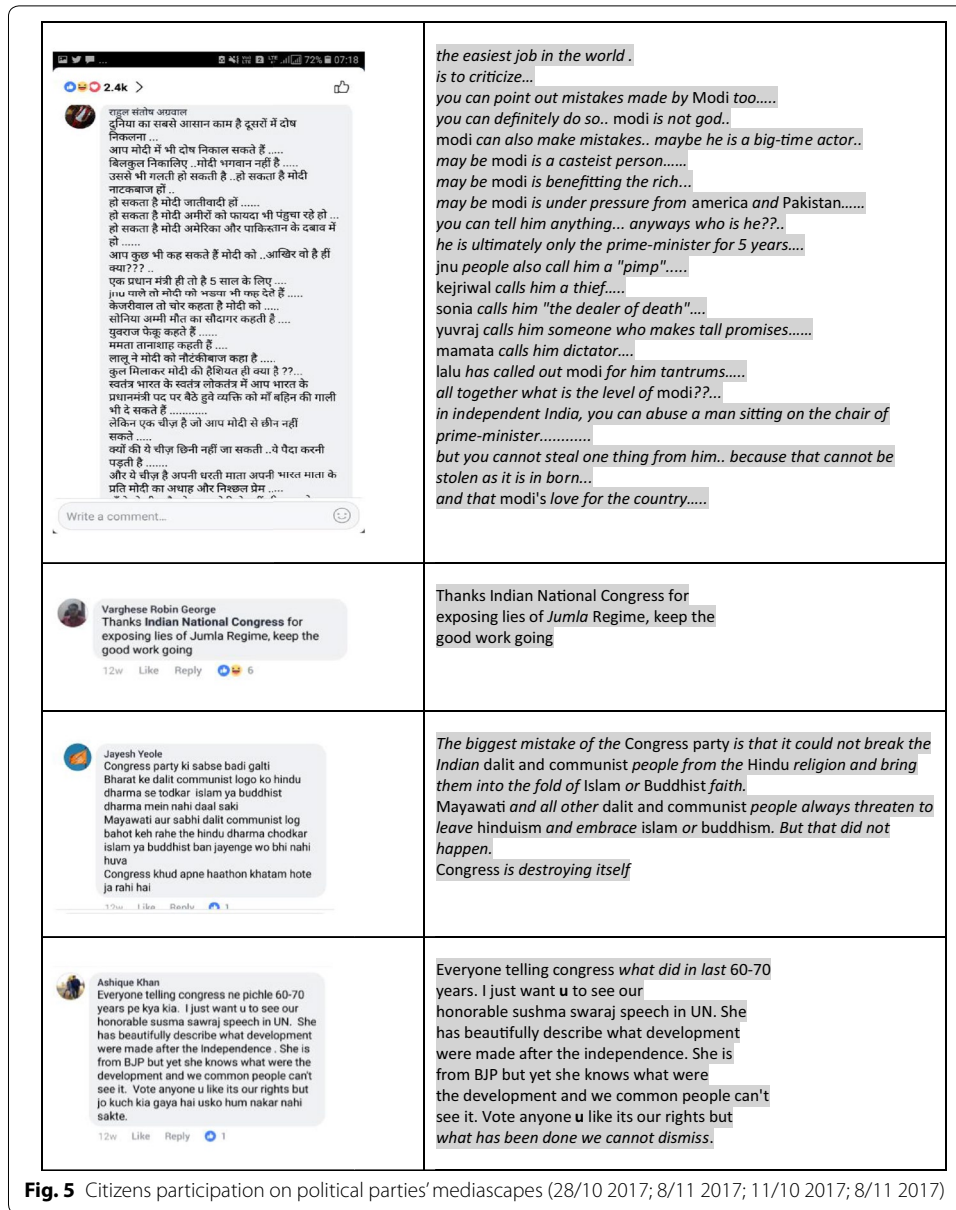 72% 07:18
2.4k >
राहुल संतोष अग्रवाल
दुनिया का सबसे आसान काम है दूसरों में दोष
निकलना ...
आप मोदी में भी दोष निकाल सकते हैं .....
बिलकुल निकालिए ..मोदी भगवान नहीं है .....
उससे भी गलती हो सकती है ..हो सकता है मोदी
नाटकबाज हों ..
हो सकता है मोदी जातीवादी हों ......
हो सकता है मोदी अमीरों को फायदा भी पंहुचा रहे हो ...
हो सकता है मोदी अमेरिका और पाकिस्तान के दबाव में
हो ......
आप कुछ भी कह सकते हैं मोदी को ..आखिर वो है हीं
क्या??? ..
एक प्रधान मंत्री ही तो है 5 साल के लिए ....
jnu वाले तो मोदी को भडवा भी कह देते हैं .....
केजरीवाल तो चोर कहता है मोदी को .....
सोनिया अम्मी मौत का सौदागर कहती है ....
युवराज फेकू कहते हैं ......
ममता तानाशाह कहती हैं ....
लालू ने मोदी को नौटंकीबाज कहा है .....
कुल मिलाकर मोदी की हैशियत ही क्या है ??...
स्वतंत्र भारत के स्वतंत्र लोकतंत्र में आप भारत के
प्रधानमंत्री पद पर बैठे हुवे व्यक्ति को माँ बहिन की गाली
भी दे सकते हैं ............
लेकिन एक चीज़ है जो आप मोदी से छीन नहीं
सकते .....
क्यों की ये चीज़ छिनी नहीं जा सकती ..ये पैदा करनी
पड़ती है .......
और ये चीज़ है अपनी धरती माता अपनी भारत माता के
प्रति मोदी का अथाह और निश्छल प्रेम .....
Write a comment...
the easiest job in the world .
is to criticize...
you can point out mistakes made by Modi too.....
you can definitely do so.. modi is not god..
modi can also make mistakes.. maybe he is a big-time actor..
may be modi is a casteist person......
may be modi is benefitting the rich...
may be modi is under pressure from america and Pakistan......
you can tell him anything... anyways who is he??..
he is ultimately only the prime-minister for 5 years....
jnu people also call him a "pimp".....
kejriwal calls him a thief.....
sonia calls him "the dealer of death"....
yuvraj calls him someone who makes tall promises......
mamata calls him dictator....
lalu has called out modi for him tantrums.....
all together what is the level of modi??...
in independent India, you can abuse a man sitting on the chair of
prime-minister............
but you cannot steal one thing from him.. because that cannot be
stolen as it is in born...
and that modi's love for the country.....
Varghese Robin George
Thanks Indian National Congress for
exposing lies of Jumla Regime, keep the
good work going
12w Like Reply 6
Thanks Indian National Congress for
exposing lies of Jumla Regime, keep the
good work going
Jayesh Yeole
Congress party ki sabse badi galti
Bharat ke dalit communist logo ko hindu
dharma se todkar islam ya buddhist
dharma mein nahi daal saki
Mayawati aur sabhi dalit communist log
bahot keh rahe the hindu dharma chodkar
islam ya buddhist ban jayenge wo bhi nahi
huva
Congress khud apne haathon khatam hote
ja rahi hai
12w Like Reply 1
The biggest mistake of the Congress party is that it could not break the
Indian dalit and communist people from the Hindu religion and bring
them into the fold of Islam or Buddhist faith.
Mayawati and all other dalit and communist people always threaten to
leave hinduism and embrace islam or buddhism. But that did not
happen.
Congress is destroying itself
Ashique Khan
Everyone telling congress ne pichle 60-70
years pe kya kia. I just want u to see our
honorable susma sawraj speech in UN. She
has beautifully describe what development
were made after the Independence . She is
from BJP but yet she knows what were the
development and we common people can't
see it. Vote anyone u like its our rights but
jo kuch kia gaya hai usko hum nakar nahi
sakte.
12w Like Reply 1
Everyone telling congress what did in last 60-70
years. I just want u to see our
honorable sushma swaraj speech in UN. She
has beautifully describe what development
were made after the independence. She is
from BJP but yet she knows what were
the development and we common people can't
see it. Vote anyone u like its our rights but
what has been done we cannot dismiss.
Fig. 5 Citizens participation on political parties' mediascapes (28/10 2017; 8/11 2017; 11/10 2017; 8/11 2017)